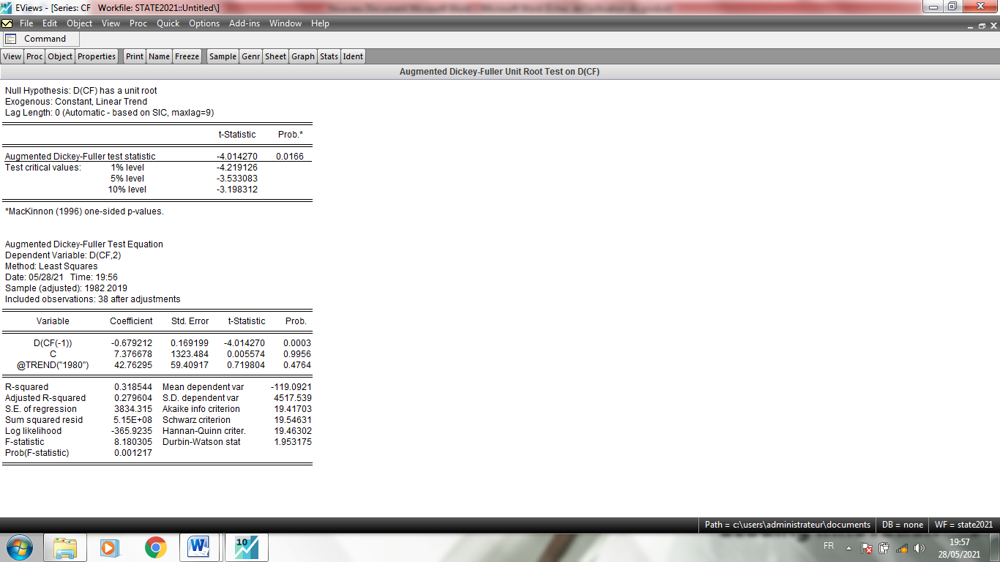 EViews - [Series: CF Workfile: STATE2021::Untitled\]
File Edit Object View Proc Quick Options Add-ins Window Help
Command
View Proc Object Properties Print Name Freeze Sample Genr Sheet Graph Stats Ident
Augmented Dickey-Fuller Unit Root Test on D(CF)
Null Hypothesis: D(CF) has a unit root
Exogenous: Constant, Linear Trend
Lag Length: 0 (Automatic - based on SIC, maxlag=9)
t-Statistic Prob.*
Augmented Dickey-Fuller test statistic -4.014270 0.0166
Test critical values: 1% level -4.219126
5% level -3.533083
10% level -3.198312
*MacKinnon (1996) one-sided p-values.
Augmented Dickey-Fuller Test Equation
Dependent Variable: D(CF,2)
Method: Least Squares
Date: 05/28/21 Time: 19:56
Sample (adjusted): 1982 2019
Included observations: 38 after adjustments
Variable Coefficient Std. Error t-Statistic Prob.
D(CF(-1)) -0.679212 0.169199 -4.014270 0.0003
C 7.376678 1323.484 0.005574 0.9956
@TREND("1980") 42.76295 59.40917 0.719804 0.4764
R-squared 0.318544 Mean dependent var -119.0921
Adjusted R-squared 0.279604 S.D. dependent var 4517.539
S.E. of regression 3834.315 Akaike info criterion 19.41703
Sum squared resid 5.15E+08 Schwarz criterion 19.54631
Log likelihood -365.9235 Hannan-Quinn criter. 19.46302
F-statistic 8.180305 Durbin-Watson stat 1.953175
Prob(F-statistic) 0.001217
Path = c:\users\administrateur\documents DB = none WF = state2021
10
FR
19:57
28/05/2021